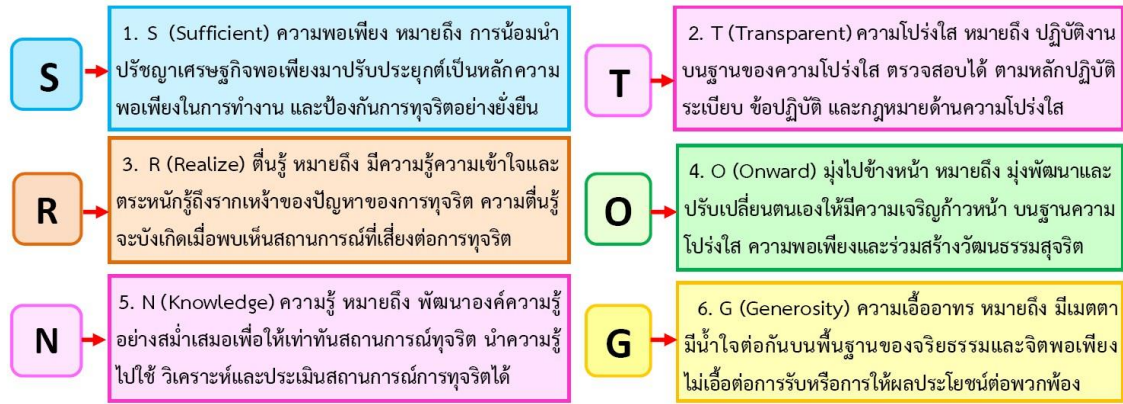 S
1. S (Sufficient) ความพอเพียง หมายถึง การน้อมนำ
ปรัชญาเศรษฐกิจพอเพียงมาปรับประยุกต์เป็นหลักความ
พอเพียงในการทำงาน และป้องกันการทุจริตอย่างยั่งยืน
T
2. T (Transparent) ความโปร่งใส หมายถึง ปฏิบัติงาน
บนฐานของความโปร่งใส ตรวจสอบได้ ตามหลักปฏิบัติ
ระเบียบ ข้อปฏิบัติ และกฎหมายด้านความโปร่งใส
R
3. R (Realize) ตื่นรู้ หมายถึง มีความรู้ความเข้าใจและ
ตระหนักรู้ถึงรากเหง้าของปัญหาของการทุจริต ความตื่นรู้
จะบังเกิดเมื่อพบเห็นสถานการณ์ที่เสี่ยงต่อการทุจริต
O
4. O (Onward) มุ่งไปข้างหน้า หมายถึง มุ่งพัฒนาและ
ปรับเปลี่ยนตนเองให้มีความเจริญก้าวหน้า บนฐานความ
โปร่งใส ความพอเพียงและร่วมสร้างวัฒนธรรมสุจริต
N
5. N (Knowledge) ความรู้ หมายถึง พัฒนาองค์ความรู้
อย่างสม่ำเสมอเพื่อให้เท่าทันสถานการณ์ทุจริต นำความรู้
ไปใช้ วิเคราะห์และประเมินสถานการณ์การทุจริตได้
G
6. G (Generosity) ความเอื้ออาทร หมายถึง มีเมตตา
มีน้ำใจต่อกันบนพื้นฐานของจริยธรรมและจิตพอเพียง
ไม่เอื้อต่อการรับหรือการให้ผลประโยชน์ต่อพวกพ้อง